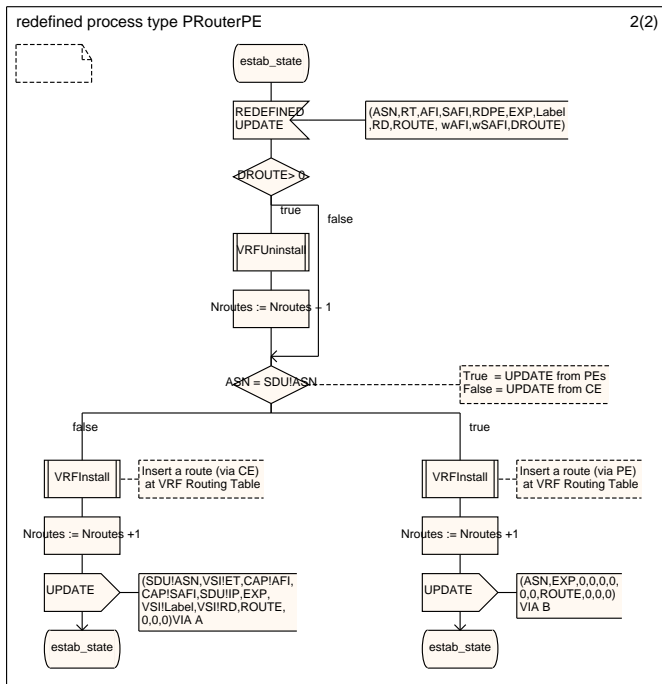 redefined process type PRouterPE
2(2)
estab_state
REDEFINED
UPDATE
(ASN,RT,AFI,SAFI,RDPE,EXP,Label
,RD,ROUTE, wAFI,wSAFI,DROUTE)
DROUTE> 0
true
false
VRFUninstall
Nroutes := Nroutes - 1
ASN = SDU!ASN
True = UPDATE from PEs
False = UPDATE from CE
false
true
VRFInstall
Insert a route (via CE)
at VRF Routing Table
VRFInstall
Insert a route (via PE)
at VRF Routing Table
Nroutes := Nroutes +1
Nroutes := Nroutes +1
UPDATE
(SDU!ASN,VSI!ET,CAP!AFI,
CAP!SAFI,SDU!IP,EXP,
VSI!Label,VSI!RD,ROUTE,
0,0,0)VIA A
UPDATE
(ASN,EXP,0,0,0,0,
0,0,ROUTE,0,0,0)
VIA B
estab_state
estab_state